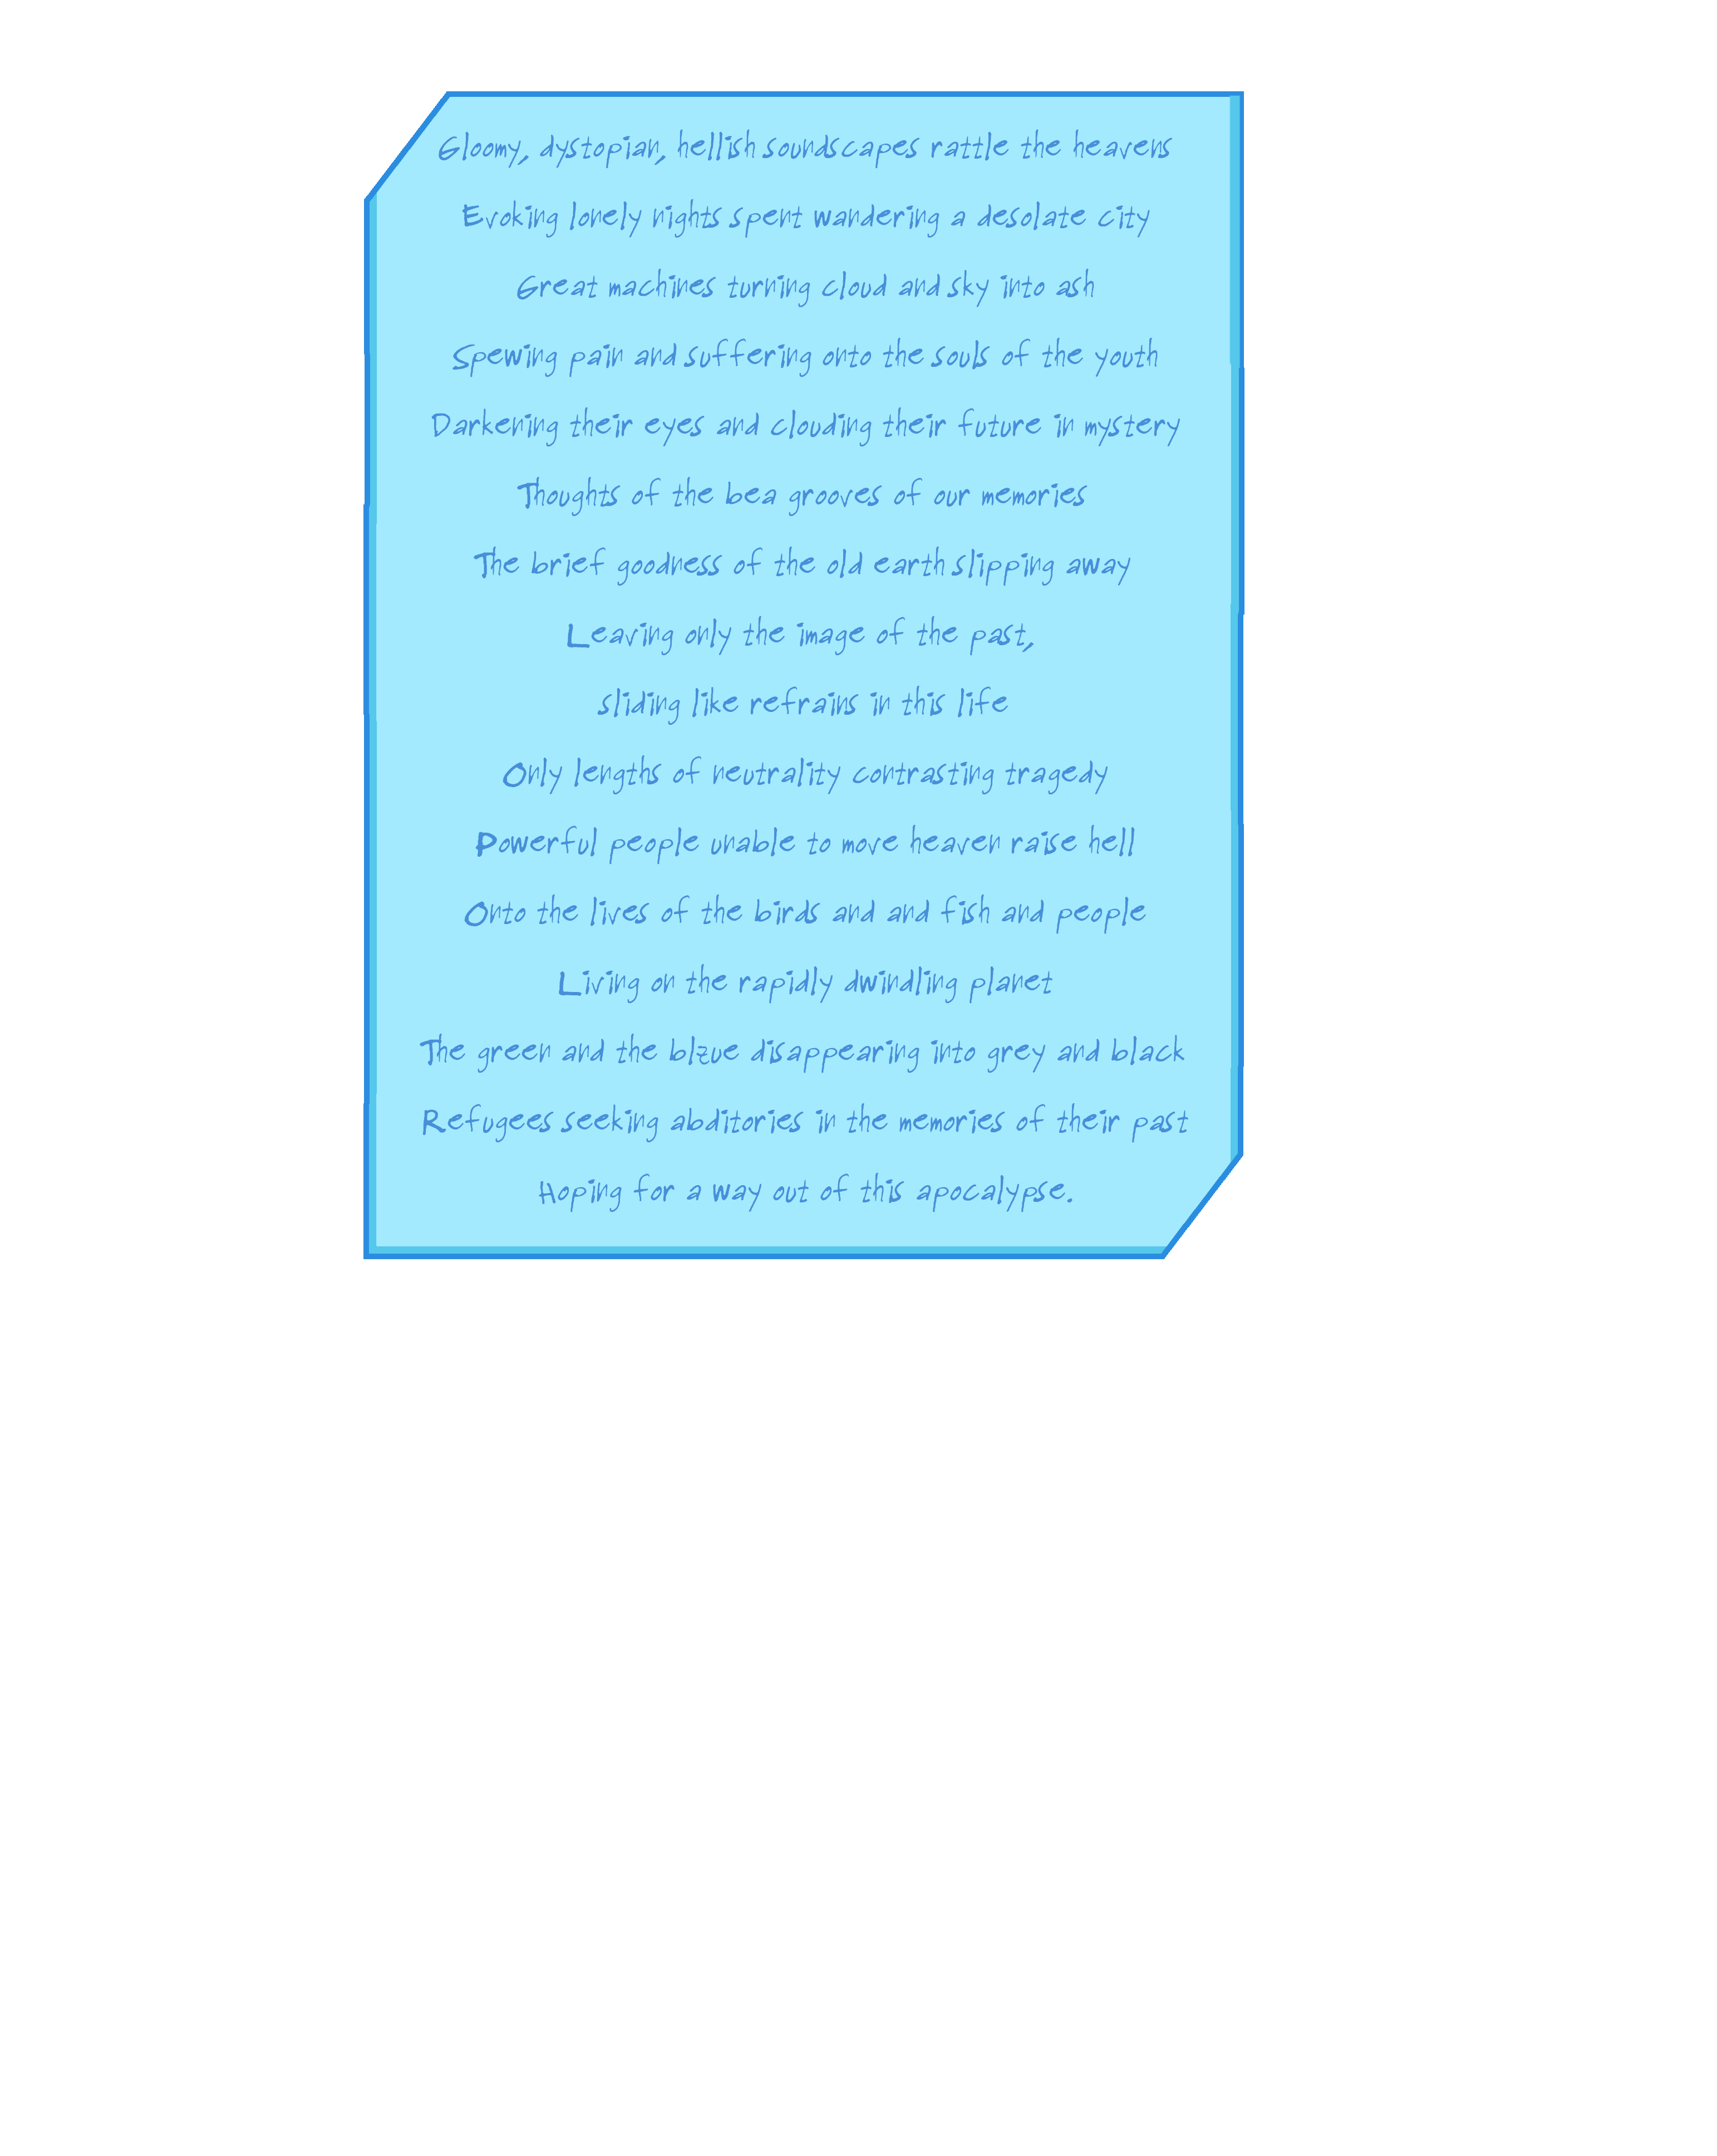 Gloomy, dystopian, hellish soundscapes rattle the heavens
Evoking lonely nights spent wandering a desolate city
Great machines turning cloud and sky into ash
Spewing pain and suffering onto the souls of the youth
Darkening their eyes and clouding their future in mystery
Thoughts of the bea grooves of our memories
The brief goodness of the old earth slipping away
Leaving only the image of the past,
sliding like refrains in this life
Only lengths of neutrality contrasting tragedy
Powerful people unable to move heaven raise hell
Onto the lives of the birds and and fish and people
Living on the rapidly dwindling planet
The green and the blzue disappearing into grey and black
Refugees seeking abditories in the memories of their past
Hoping for a way out of this apocalypse.